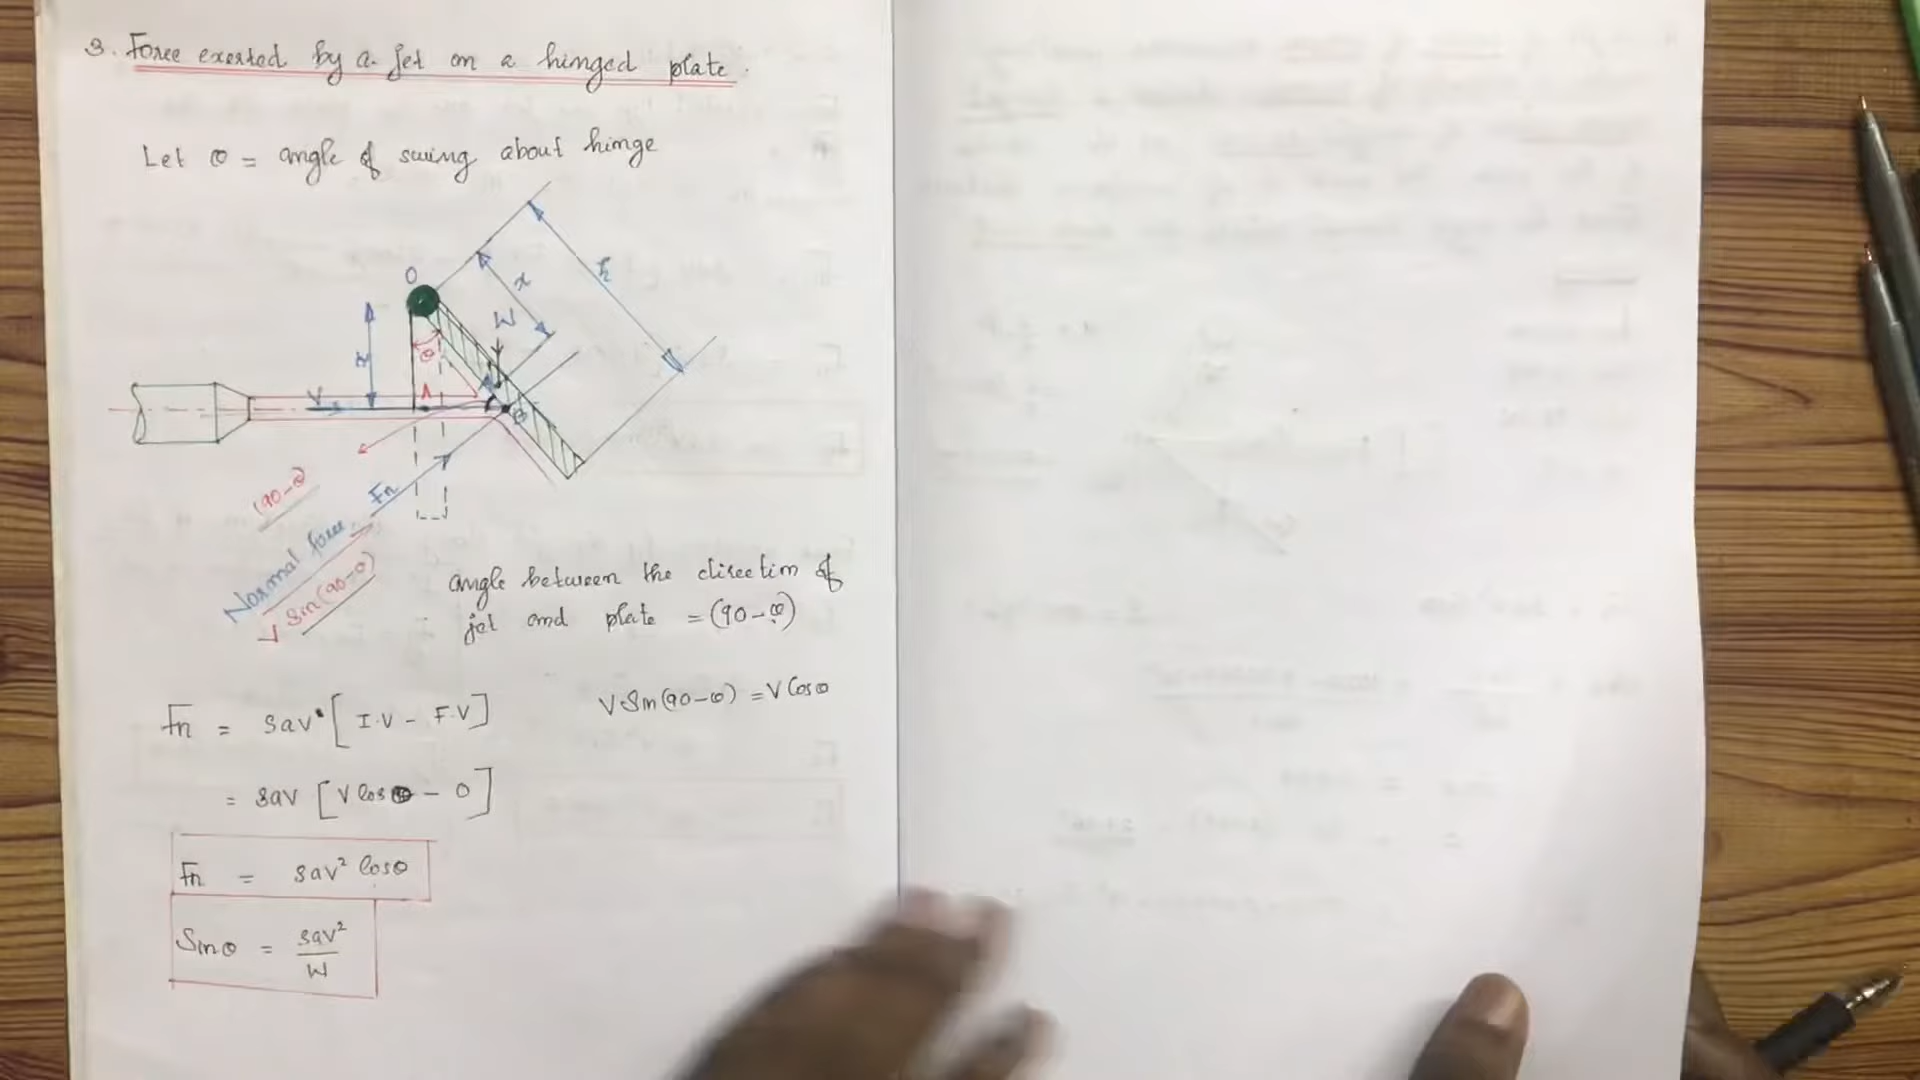 3. Force exerted by a jet on a hinged plate.
Let θ = angle of swing about hinge
O
h
x
W
θ
x
V
A
B
(90-θ)
Fn
Normal force
V Sin(90-θ)
angle between the direction of
jet and plate = (90-θ)
Fn = ρav [I.V - F.V]
V Sin(90-θ) = V Cosθ
= ρav [V Cosθ - 0]
Fn = ρav² Cosθ
Sinθ = ρav²/W